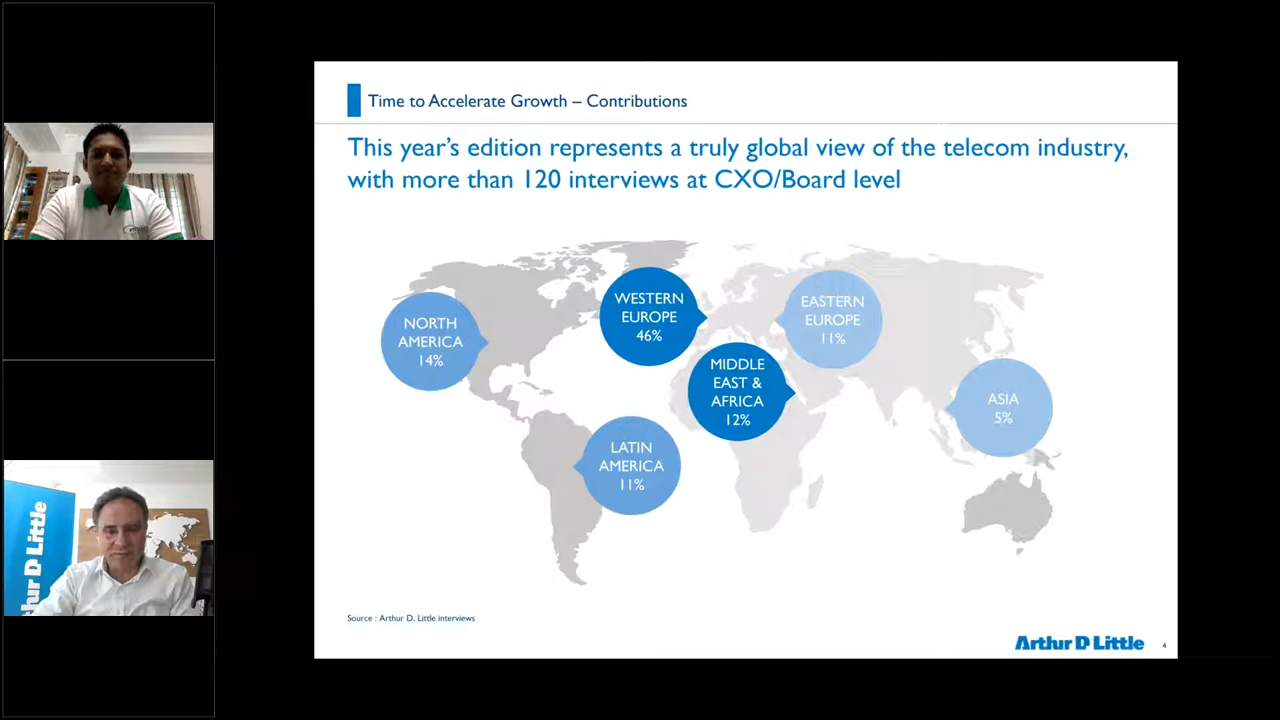 Time to Accelerate Growth – Contributions
This year's edition represents a truly global view of the telecom industry,
with more than 120 interviews at CXO/Board level
NORTH
AMERICA
14%
WESTERN
EUROPE
46%
EASTERN
EUROPE
11%
MIDDLE
EAST &
AFRICA
12%
ASIA
5%
LATIN
AMERICA
11%
Source : Arthur D. Little interviews
Arthur D Little
4
hur D Little